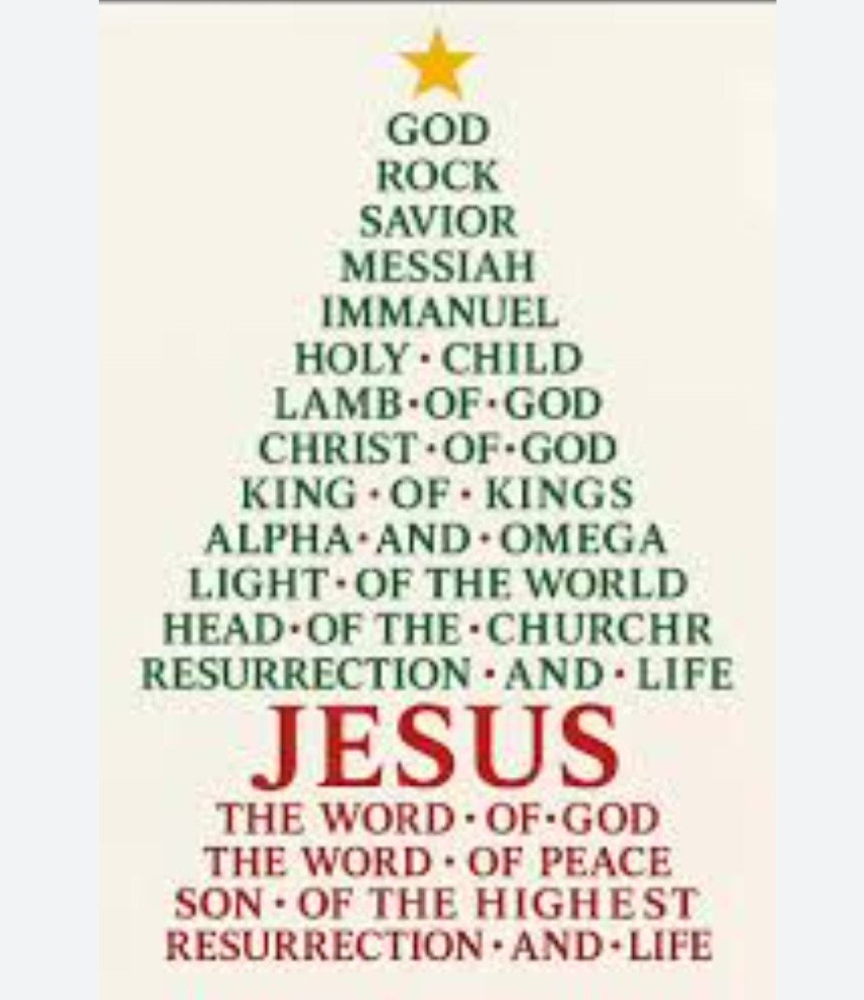 GOD
ROCK
SAVIOR
MESSIAH
IMMANUEL
HOLY · CHILD
LAMB·OF·GOD
CHRIST·OF·GOD
KING · OF · KINGS
ALPHA·AND·OMEGA
LIGHT·OF THE WORLD
HEAD·OF THE·CHURCHR
RESURRECTION · AND · LIFE
JESUS
THE WORD · OF·GOD
THE WORD · OF PEACE
SON · OF THE HIGHEST
RESURRECTION·AND·LIFE